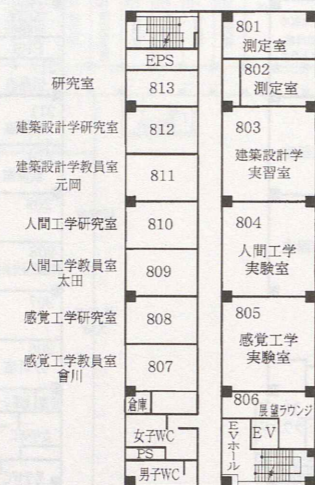 801
測定室
802
測定室
EPS
研究室
813
建築設計学研究室
812
803
建築設計学
実習室
建築設計学教員室
元岡
811
人間工学研究室
810
804
人間工学
実験室
人間工学教員室
太田
809
感覚工学研究室
808
805
感覚工学
実験室
感覚工学教員室
會川
807
806
展望ラウンジ
倉庫
EVホール
EV
女子WC
PS
男子WC